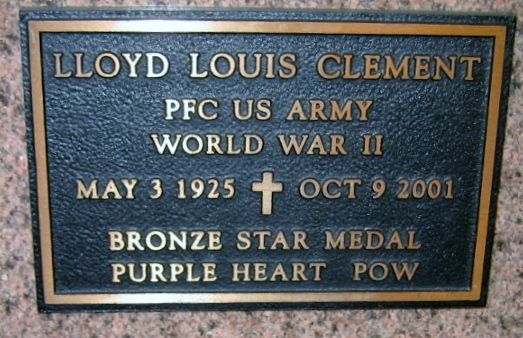 LLOYD LOUIS CLEMENT
PFC US ARMY
WORLD WAR II
MAY 3 1925 OCT 9 2001
BRONZE STAR MEDAL
PURPLE HEART POW